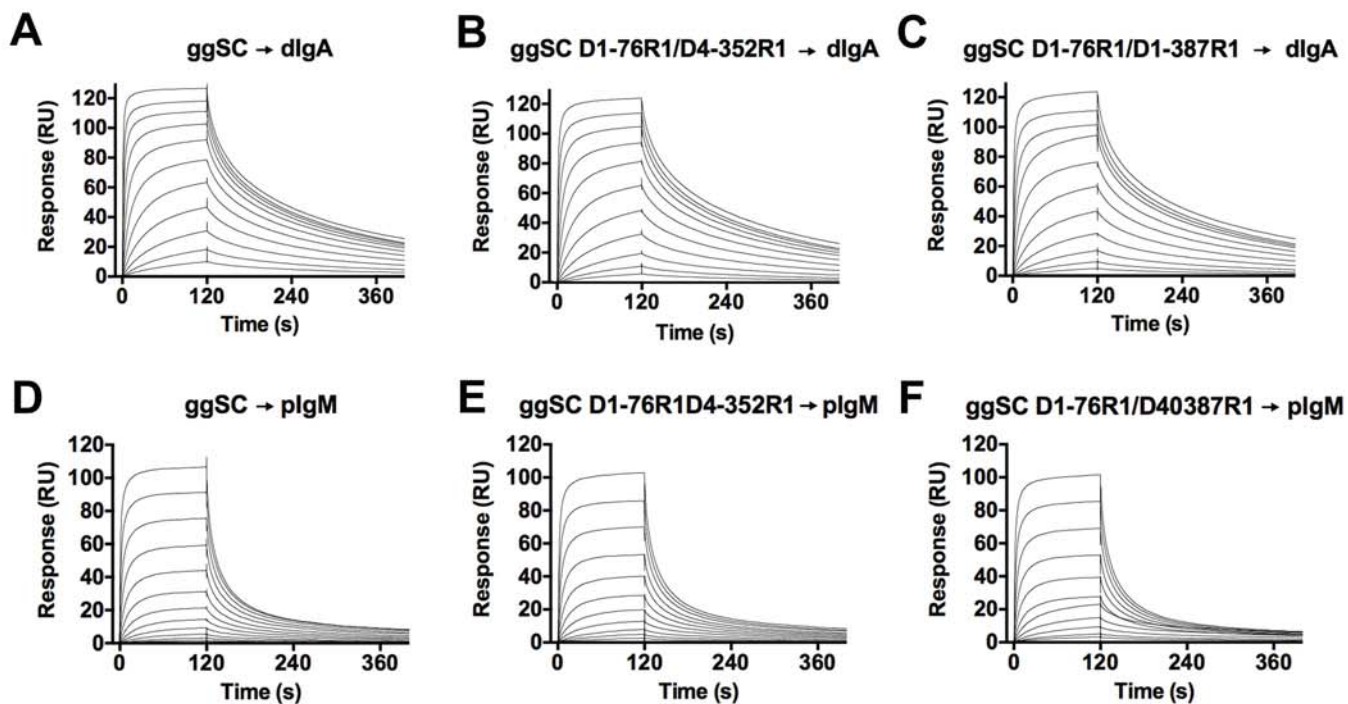 A
ggSC → dIgA
Response (RU)
120
100
80
60
40
20
0
0 120 240 360
Time (s)
B
ggSC D1-76R1/D4-352R1 → dIgA
Response (RU)
120
100
80
60
40
20
0
0 120 240 360
Time (s)
C
ggSC D1-76R1/D1-387R1 → dIgA
Response (RU)
120
100
80
60
40
20
0
0 120 240 360
Time (s)
D
ggSC → pIgM
Response (RU)
120
100
80
60
40
20
0
0 120 240 360
Time (s)
E
ggSC D1-76R1D4-352R1 → pIgM
Response (RU)
120
100
80
60
40
20
0
0 120 240 360
Time (s)
F
ggSC D1-76R1/D40387R1 → pIgM
Response (RU)
120
100
80
60
40
20
0
0 120 240 360
Time (s)